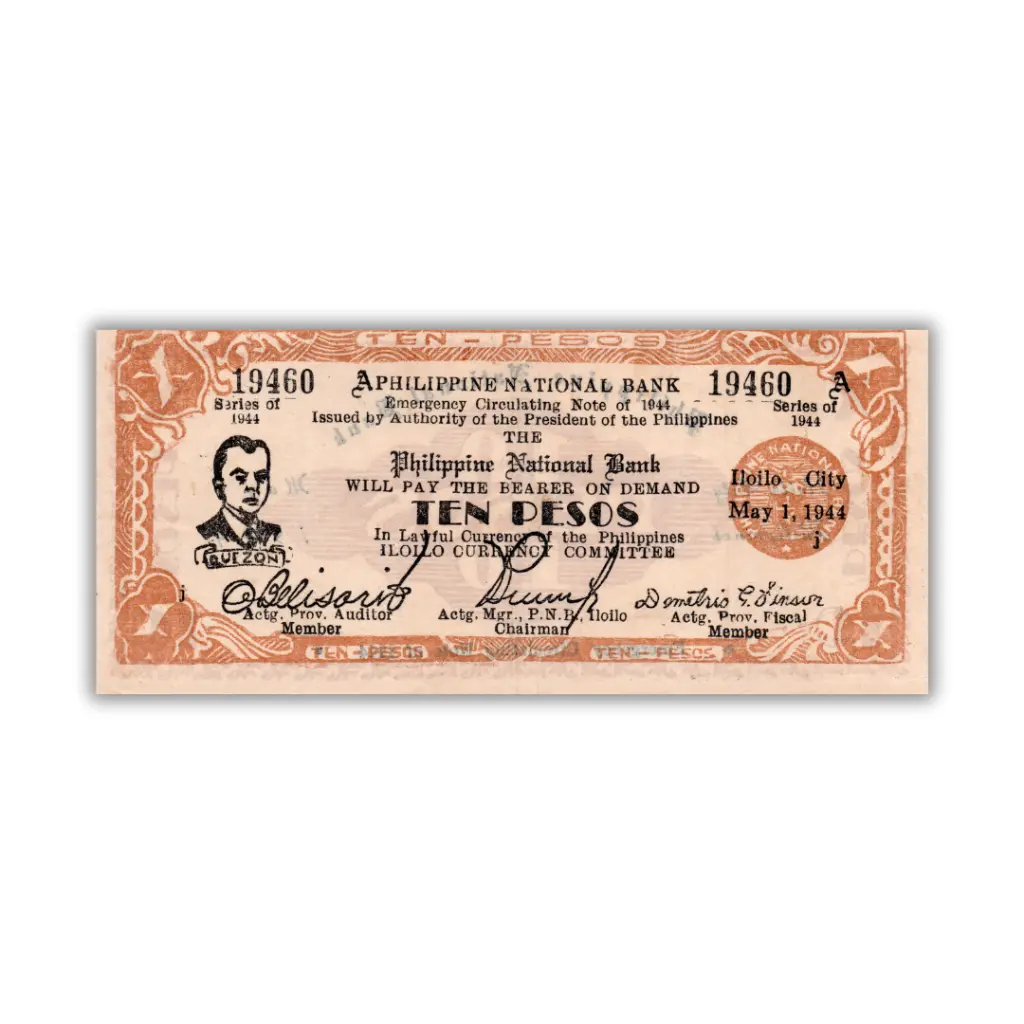 TEN - PESOS
19460 A PHILIPPINE NATIONAL BANK 19460 A
Series of 1944
Emergency Circulating Note of 1944
Series of 1944
Issued by Authority of the President of the Philippines
THE
Philippine National Bank
WILL PAY THE BEARER ON DEMAND
TEN PESOS
In Lawful Currency of the Philippines
ILOILO CURRENCY COMMITTEE
QUEZON
Iloilo City
May 1, 1944
j
j
Actg. Prov. Auditor
Member
Actg. Mgr., P.N.B., Iloilo
Chairman
Actg. Prov. Fiscal
Member
TEN-PESOS
TEN-PESOS